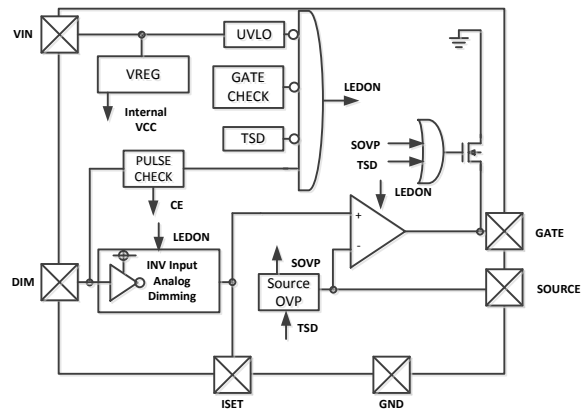 VIN
UVLO
VREG
GATE
CHECK
LEDON
Internal
VCC
TSD
SOVP
TSD
PULSE
CHECK
LEDON
CE
+
LEDON
-
GATE
DIM
INV Input
Analog
Dimming
SOVP
Source
OVP
SOURCE
TSD
ISET
GND